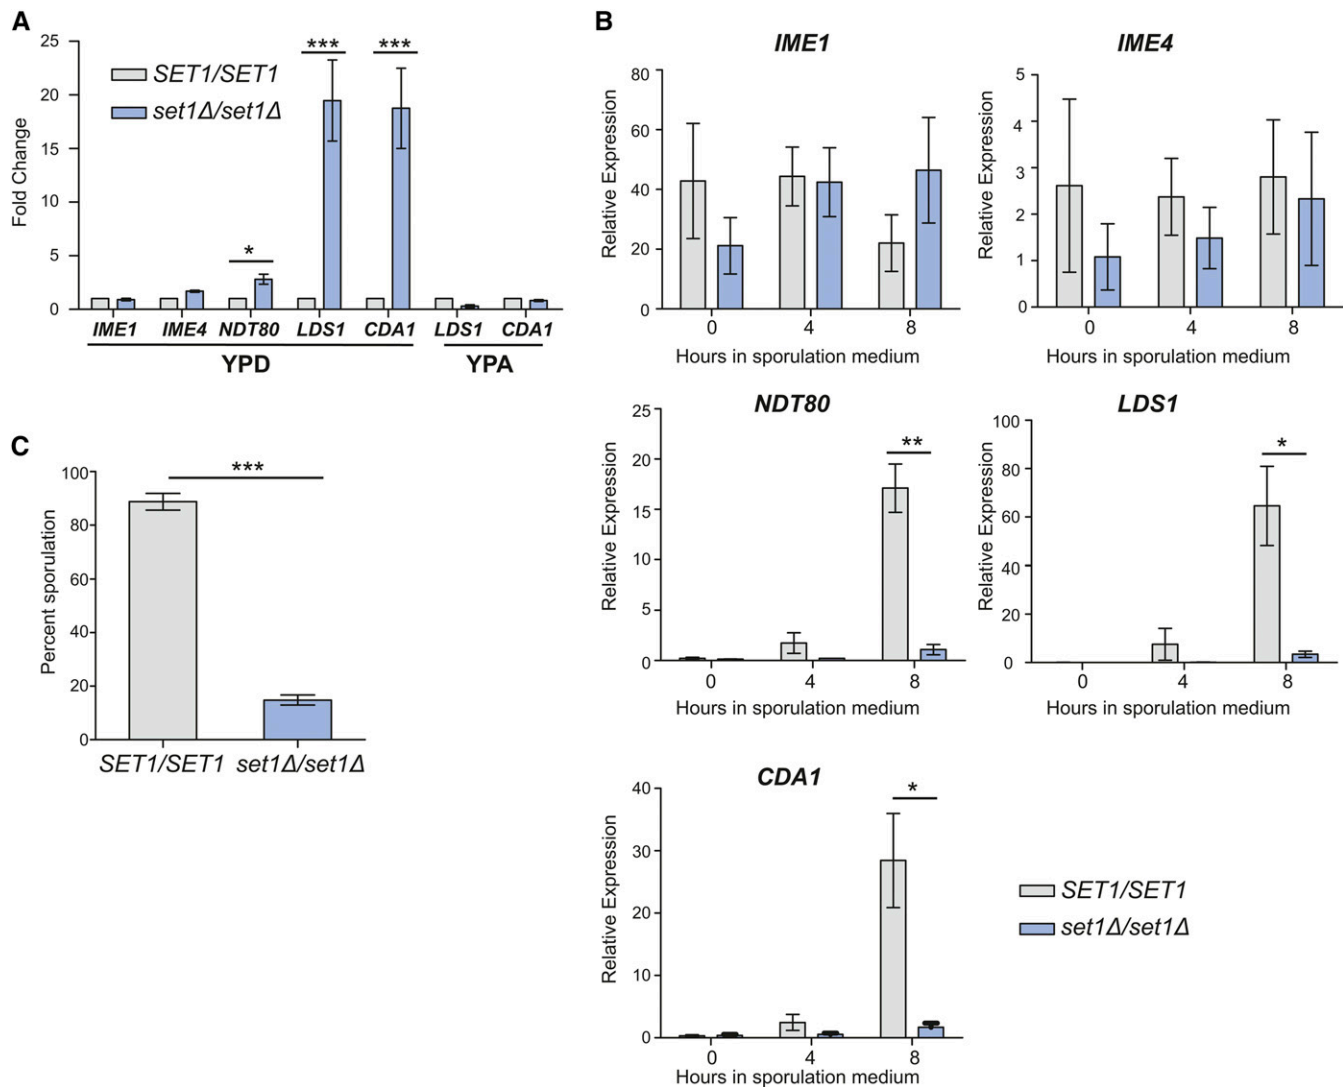 A
25
20
15
10
5
0
Fold Change
SET1/SET1
set1Δ/set1Δ
*
***
***
IME1 IME4 NDT80 LDS1 CDA1 LDS1 CDA1
YPD YPA
B
IME1
80
60
40
20
0
Relative Expression
0 4 8
Hours in sporulation medium
IME4
5
4
3
2
1
0
Relative Expression
0 4 8
Hours in sporulation medium
NDT80
25
20
15
10
5
0
Relative Expression
**
0 4 8
Hours in sporulation medium
LDS1
100
80
60
40
20
0
Relative Expression
*
0 4 8
Hours in sporulation medium
CDA1
40
30
20
10
0
Relative Expression
*
0 4 8
Hours in sporulation medium
SET1/SET1
set1Δ/set1Δ
C
100
80
60
40
20
0
Percent sporulation
***
SET1/SET1 set1Δ/set1Δ